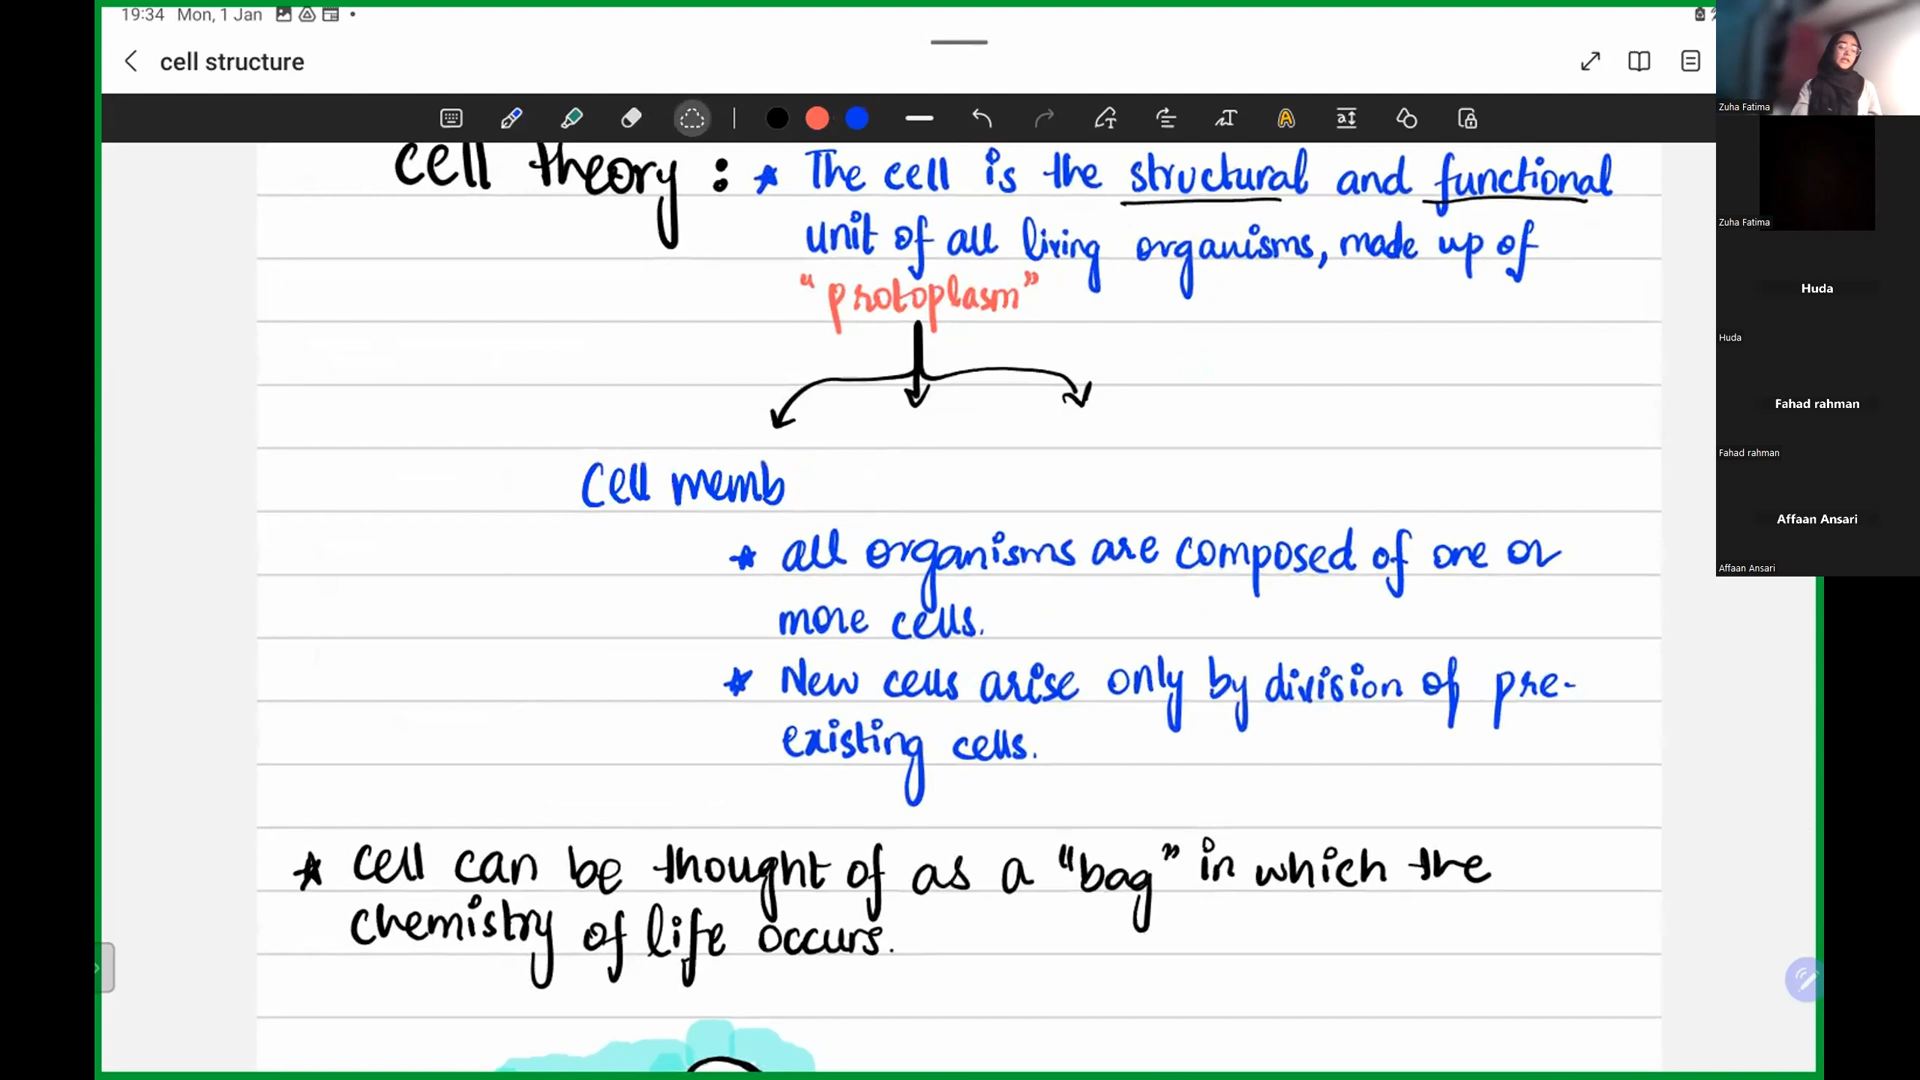 19:34 Mon, 1 Jan
cell structure
Cell theory : * The cell is the structural and functional
unit of all living organisms, made up of
"protoplasm"
Cell memb
* all organisms are composed of one or
more cells.
* New cells arise only by division of pre-
existing cells.
* cell can be thought of as a "bag" in which the
chemistry of life occurs.
Zuha Fatima
Zuha Fatima
Huda
Huda
Fahad rahman
Fahad rahman
Affaan Ansari
Affaan Ansari